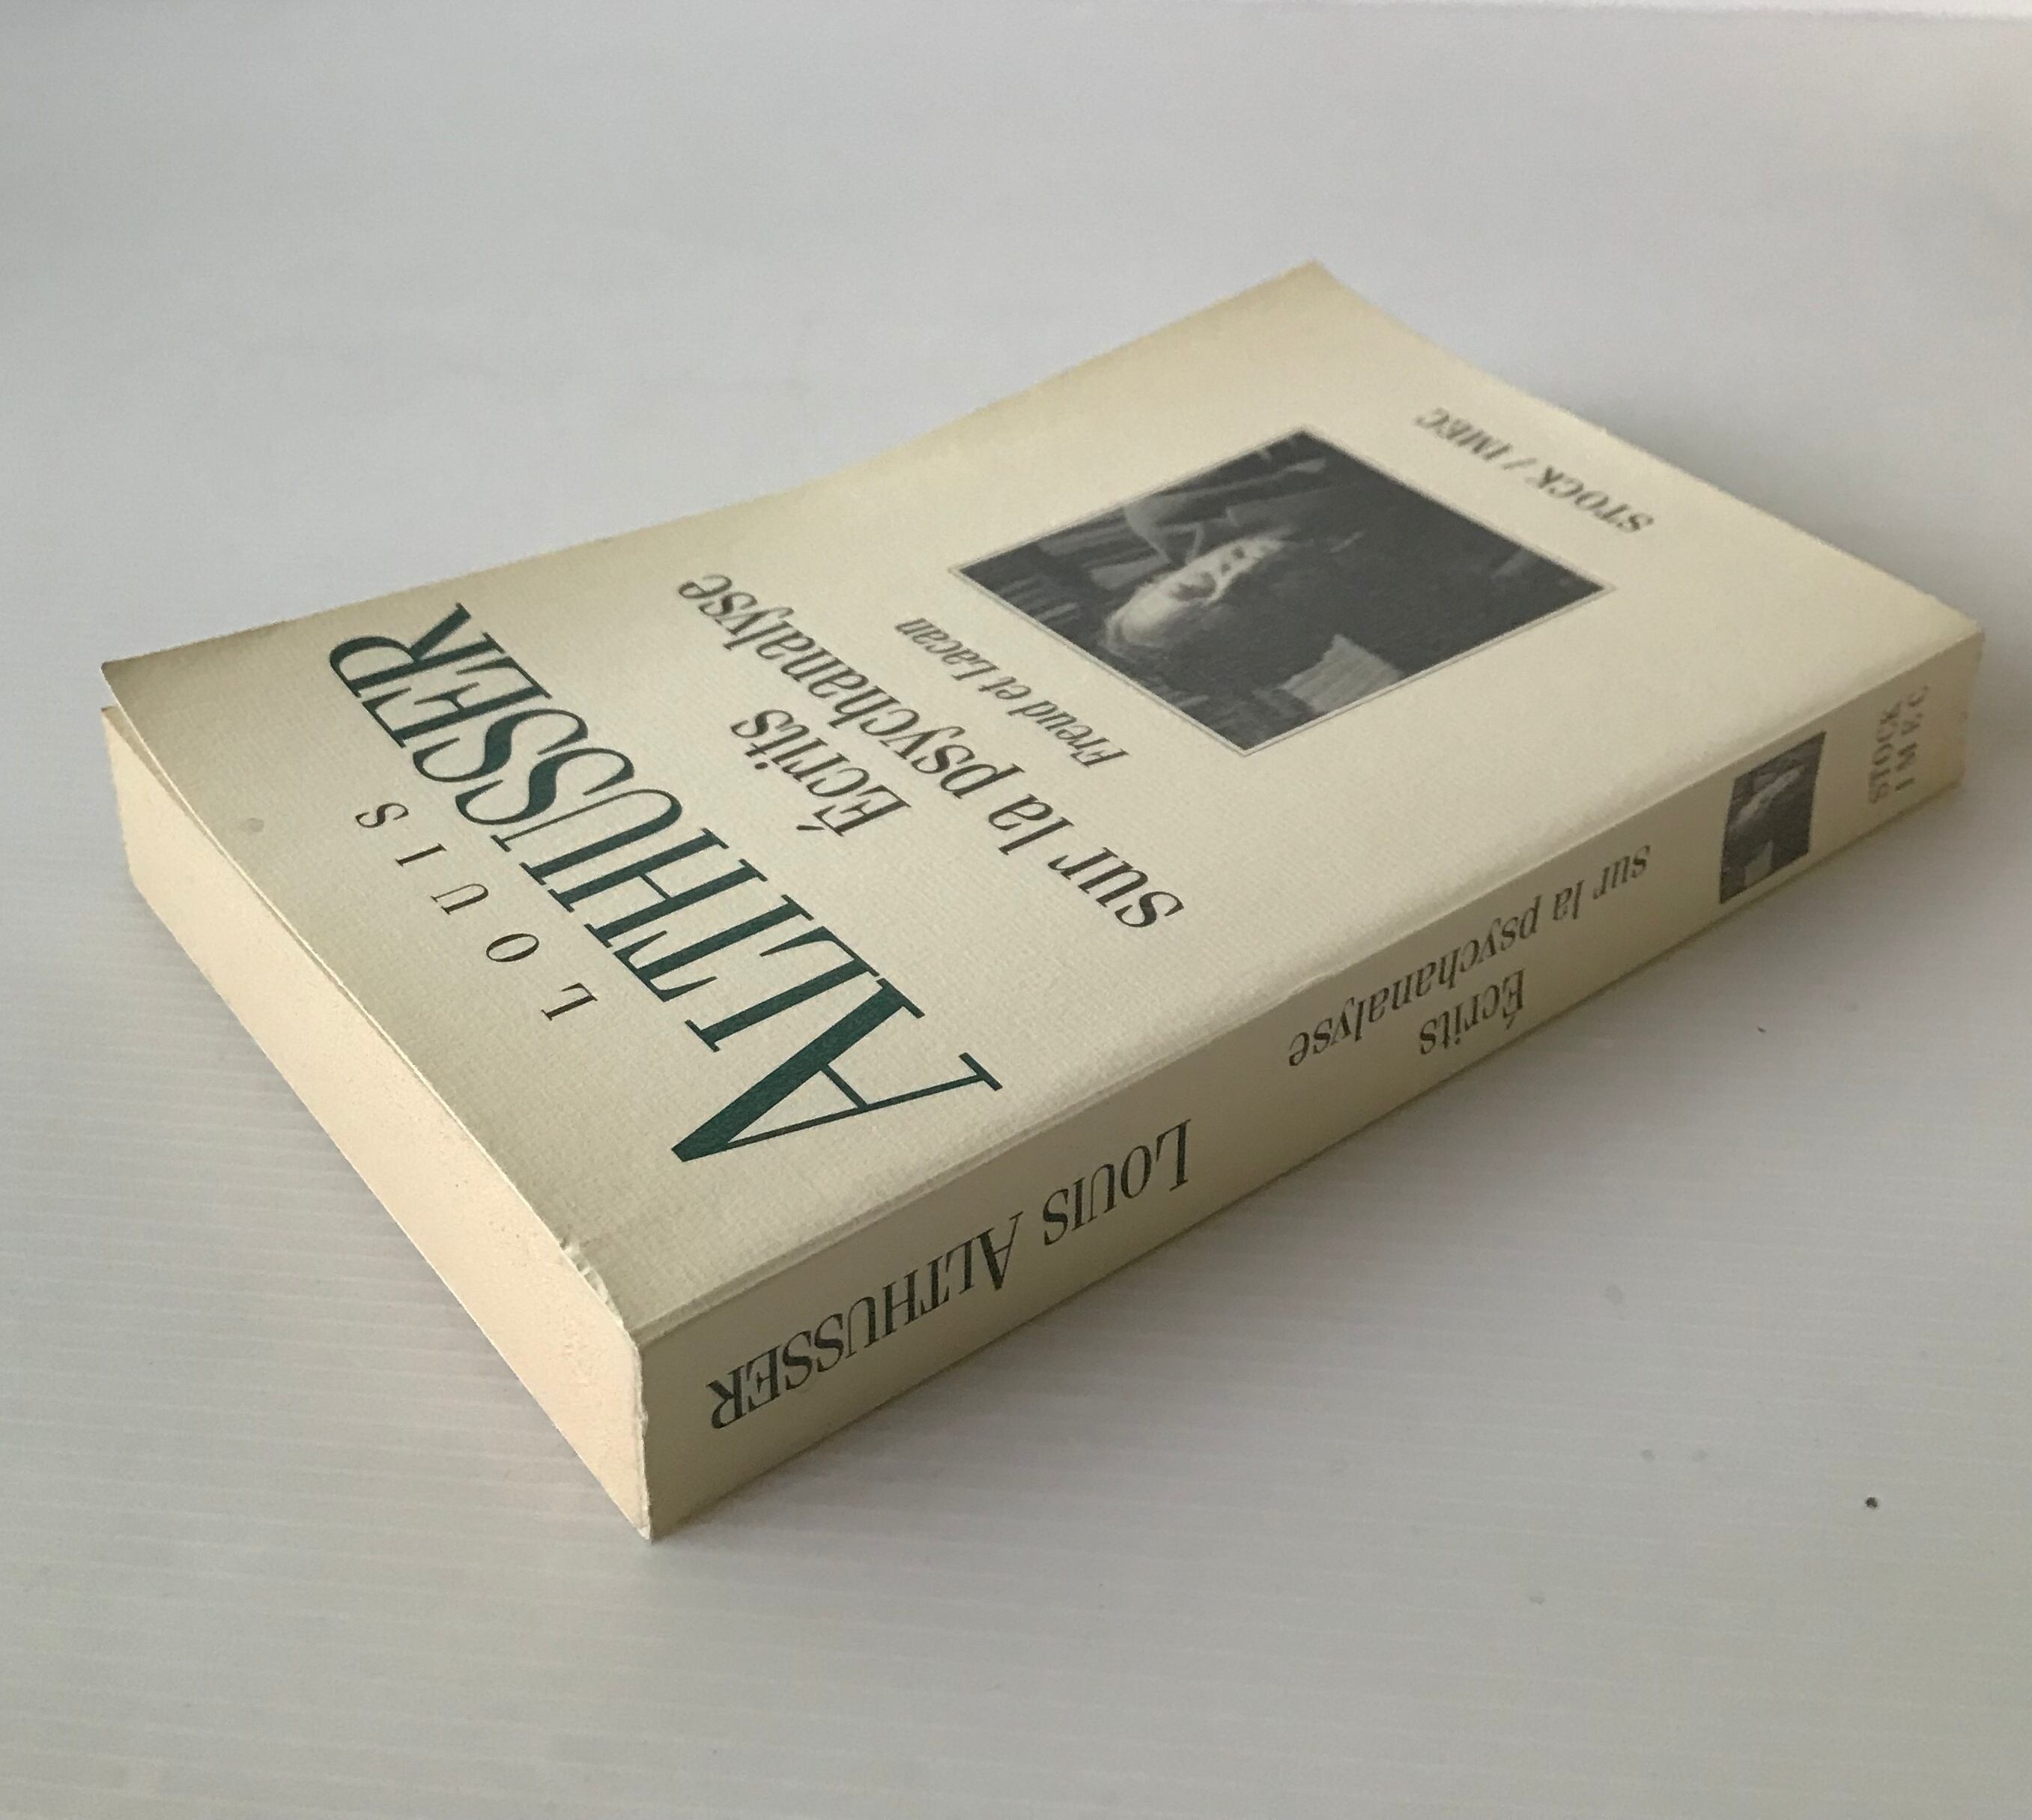 LOUIS
ALTHUSSER
Écrits
sur la psychanalyse
Freud et Lacan
STOCK / IMEC
LOUIS ALTHUSSER
Écrits
sur la psychanalyse
STOCK
IMEC